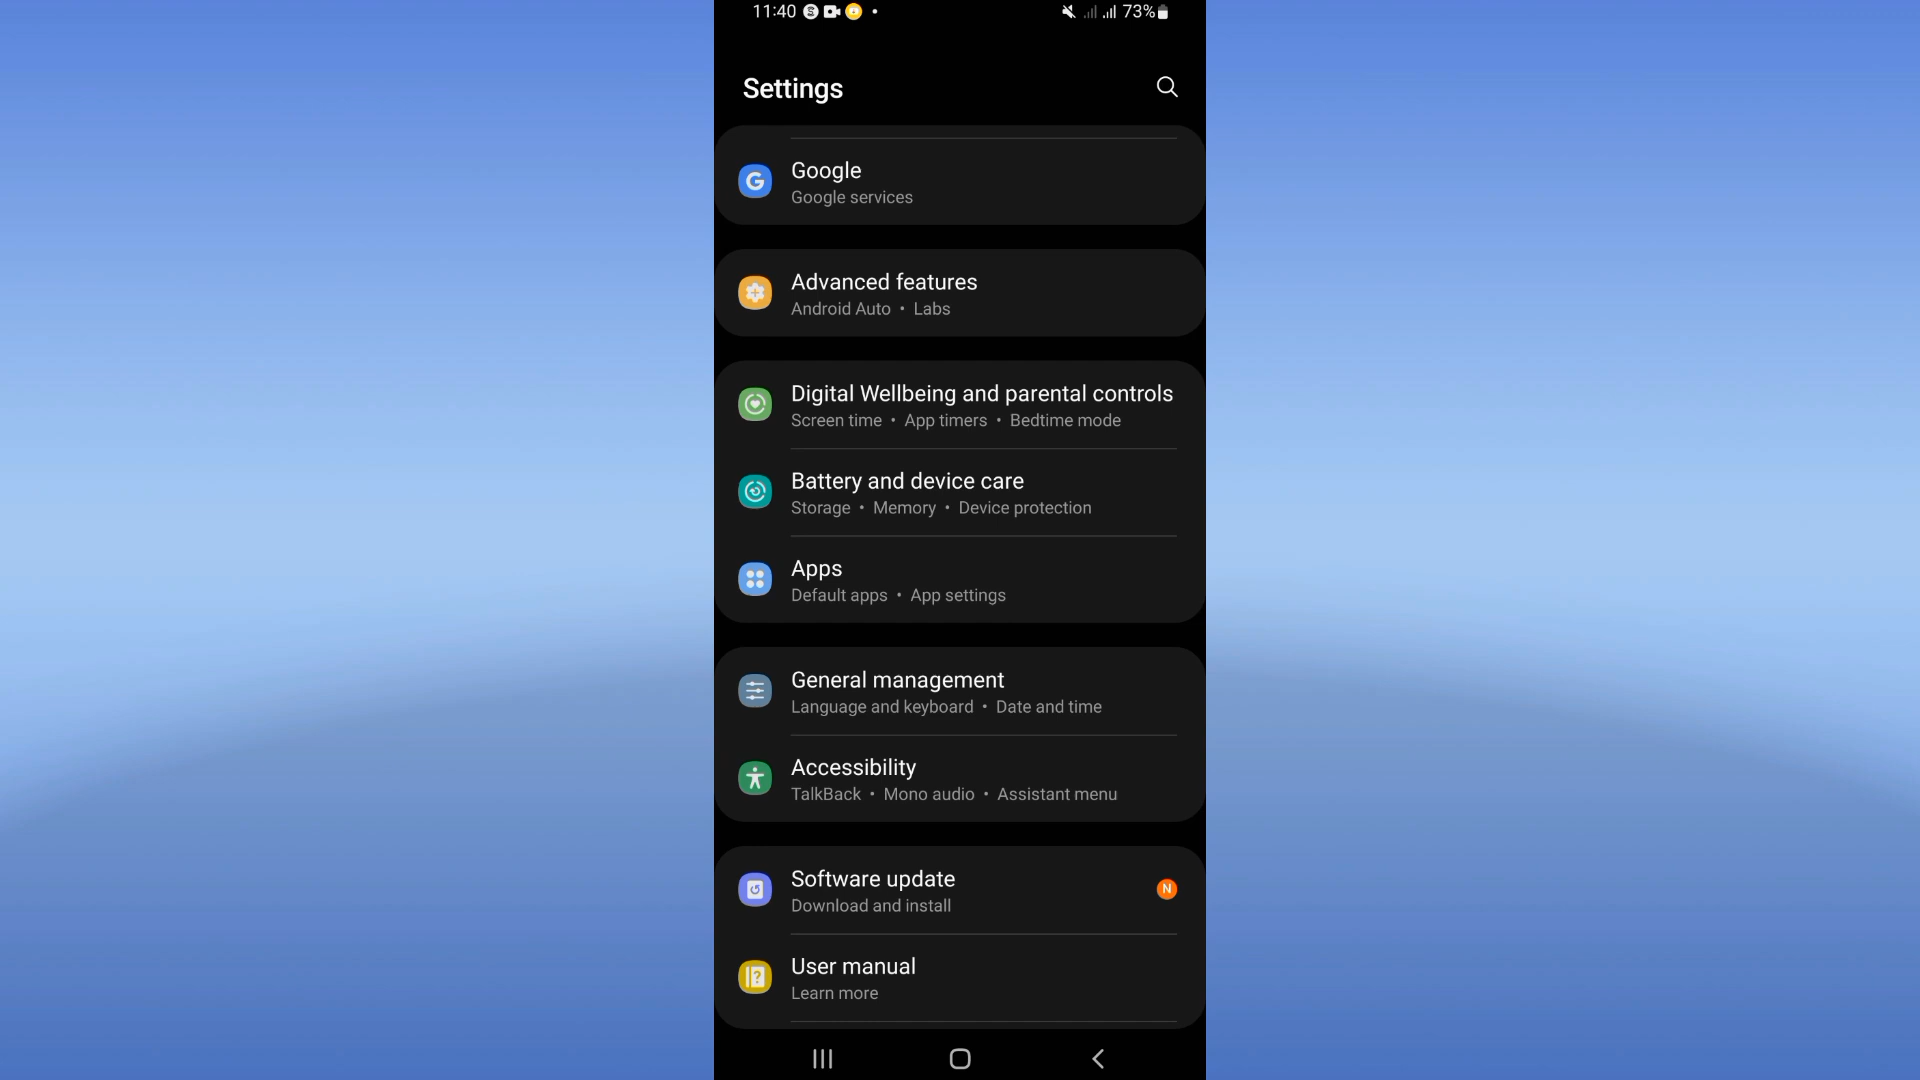 11:40 73%
Settings
Google
Google services
Advanced features
Android Auto • Labs
Digital Wellbeing and parental controls
Screen time • App timers • Bedtime mode
Battery and device care
Storage • Memory • Device protection
Apps
Default apps • App settings
General management
Language and keyboard • Date and time
Accessibility
TalkBack • Mono audio • Assistant menu
Software update
N
Download and install
User manual
Learn more